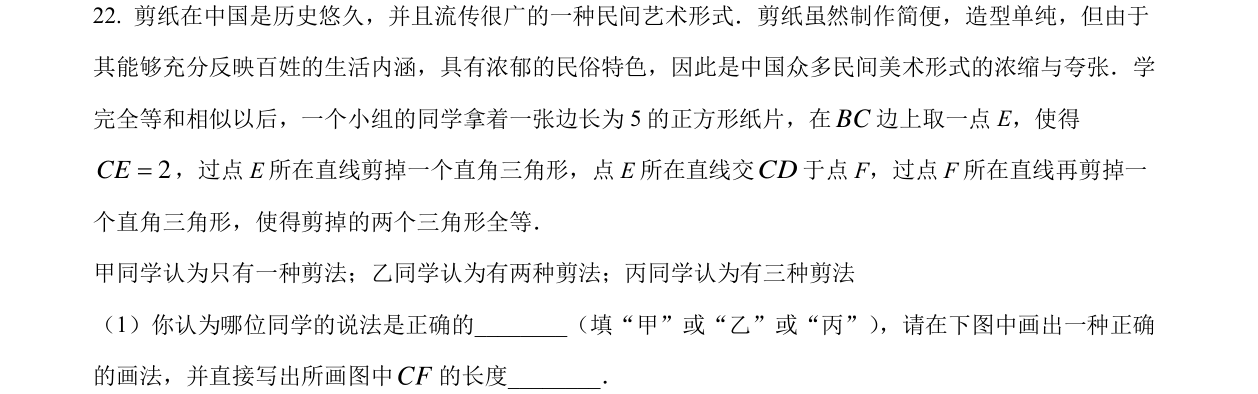 22. 剪纸在中国是历史悠久，并且流传很广的一种民间艺术形式．剪纸虽然制作简便，造型单纯，但由于
其能够充分反映百姓的生活内涵，具有浓郁的民俗特色，因此是中国众多民间美术形式的浓缩与夸张．学
完全等和相似以后，一个小组的同学拿着一张边长为 5 的正方形纸片，在 BC 边上取一点 E，使得
CE = 2，过点 E 所在直线剪掉一个直角三角形，点 E 所在直线交 CD 于点 F，过点 F 所在直线再剪掉一
个直角三角形，使得剪掉的两个三角形全等．
甲同学认为只有一种剪法；乙同学认为有两种剪法；丙同学认为有三种剪法
（1）你认为哪位同学的说法是正确的________（填“甲”或“乙”或“丙”），请在下图中画出一种正确
的画法，并直接写出所画图中 CF 的长度________．